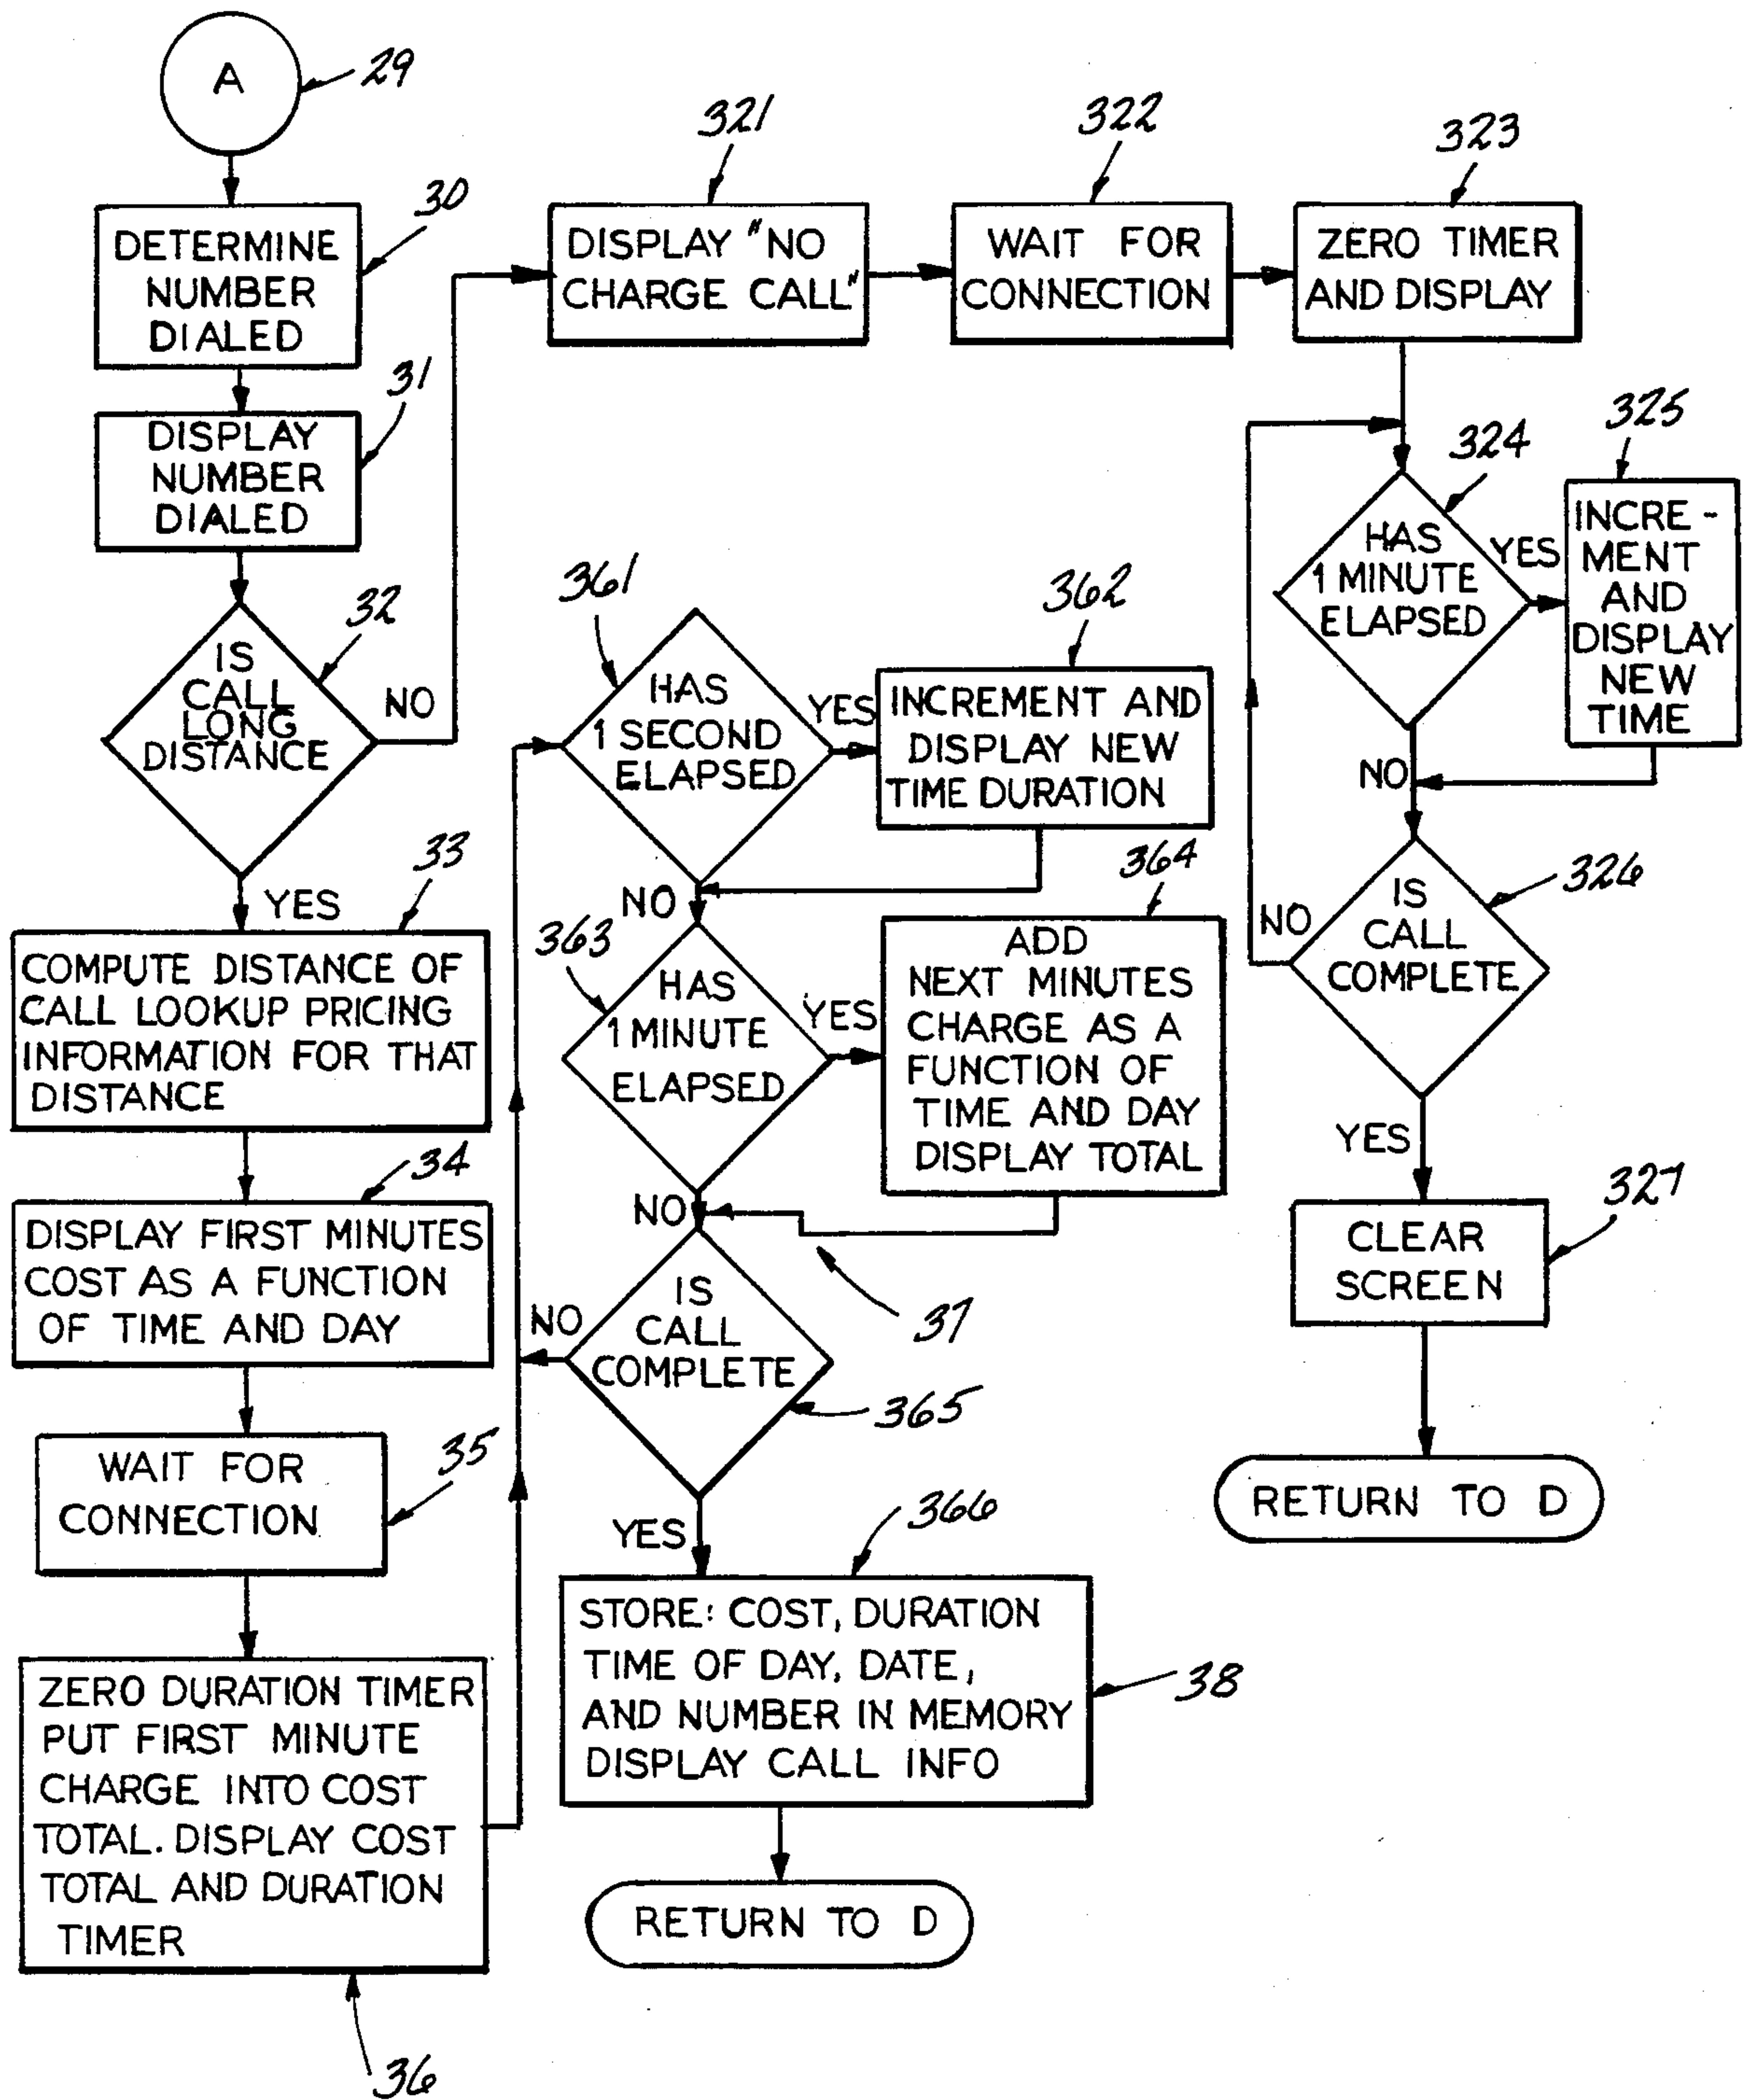 A
29
30
DETERMINE
NUMBER
DIALED
31
DISPLAY
NUMBER
DIALED
32
IS
CALL
LONG
DISTANCE
NO
YES
33
COMPUTE DISTANCE OF
CALL LOOKUP PRICING
INFORMATION FOR THAT
DISTANCE
34
DISPLAY FIRST MINUTES
COST AS A FUNCTION
OF TIME AND DAY
35
WAIT FOR
CONNECTION
ZERO DURATION TIMER
PUT FIRST MINUTE
CHARGE INTO COST
TOTAL. DISPLAY COST
TOTAL AND DURATION
TIMER
36
321
DISPLAY "NO
CHARGE CALL"
322
WAIT FOR
CONNECTION
323
ZERO TIMER
AND DISPLAY
324
HAS
1 MINUTE
ELAPSED
YES
325
INCRE-
MENT
AND
DISPLAY
NEW
TIME
NO
326
IS
CALL
COMPLETE
NO
YES
327
CLEAR
SCREEN
RETURN TO D
361
HAS
1 SECOND
ELAPSED
YES
362
INCREMENT AND
DISPLAY NEW
TIME DURATION
NO
363
HAS
1 MINUTE
ELAPSED
YES
364
ADD
NEXT MINUTES
CHARGE AS A
FUNCTION OF
TIME AND DAY
DISPLAY TOTAL
NO
37
IS
CALL
COMPLETE
NO
365
YES
366
STORE: COST, DURATION
TIME OF DAY, DATE,
AND NUMBER IN MEMORY
DISPLAY CALL INFO
38
RETURN TO D